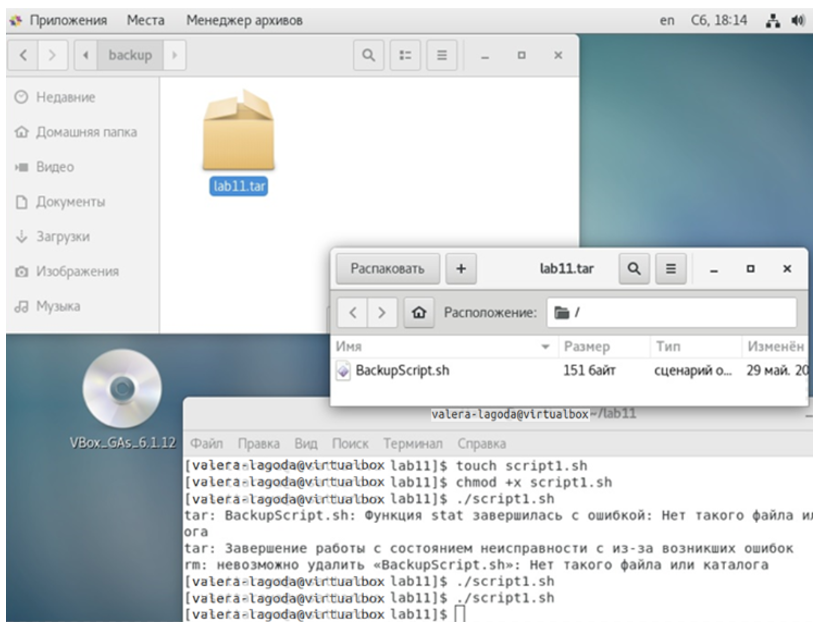 Приложения Места Менеджер архивов en Сб, 18:14
backup
Недавние
Домашняя папка
Видео
Документы
Загрузки
Изображения
Музыка
lab11.tar
Распаковать + lab11.tar
Расположение: /
Имя Размер Тип Изменён
BackupScript.sh 151 байт сценарий о... 29 май. 20
VBox_GAs_6.1.12
valera-lagoda@virtualbox:~/lab11
Файл Правка Вид Поиск Терминал Справка
[valera-lagoda@virtualbox lab11]$ touch script1.sh
[valera-lagoda@virtualbox lab11]$ chmod +x script1.sh
[valera-lagoda@virtualbox lab11]$ ./script1.sh
tar: BackupScript.sh: Функция stat завершилась с ошибкой: Нет такого файла ил
ога
tar: Завершение работы с состоянием неисправности с из-за возникших ошибок
rm: невозможно удалить «BackupScript.sh»: Нет такого файла или каталога
[valera-lagoda@virtualbox lab11]$ ./script1.sh
[valera-lagoda@virtualbox lab11]$ ./script1.sh
[valera-lagoda@virtualbox lab11]$